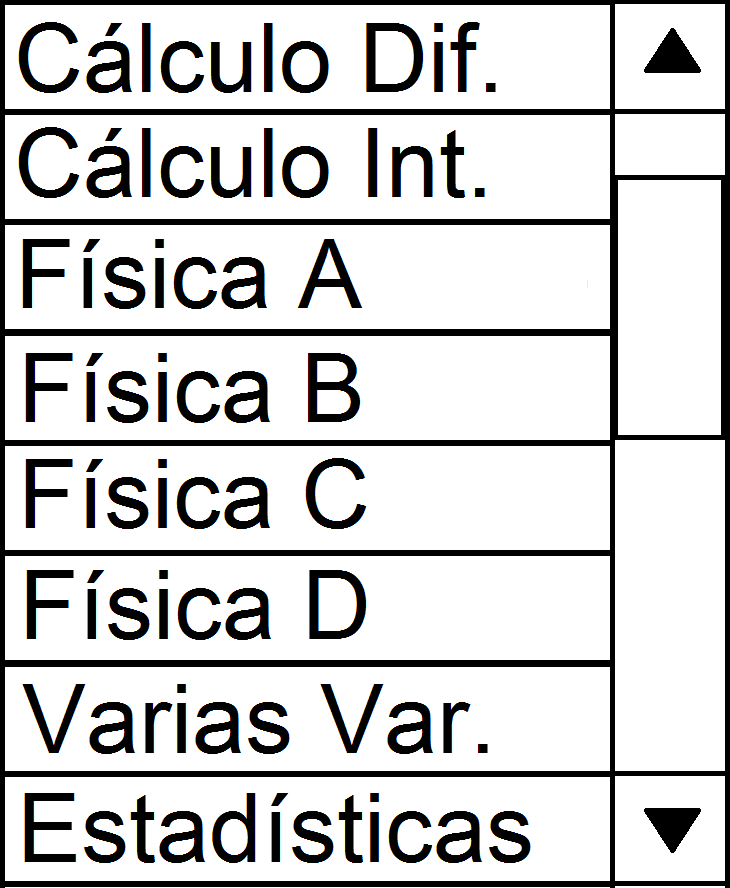 Cálculo Dif.
Cálculo Int.
Física A
Física B
Física C
Física D
Varias Var.
Estadísticas